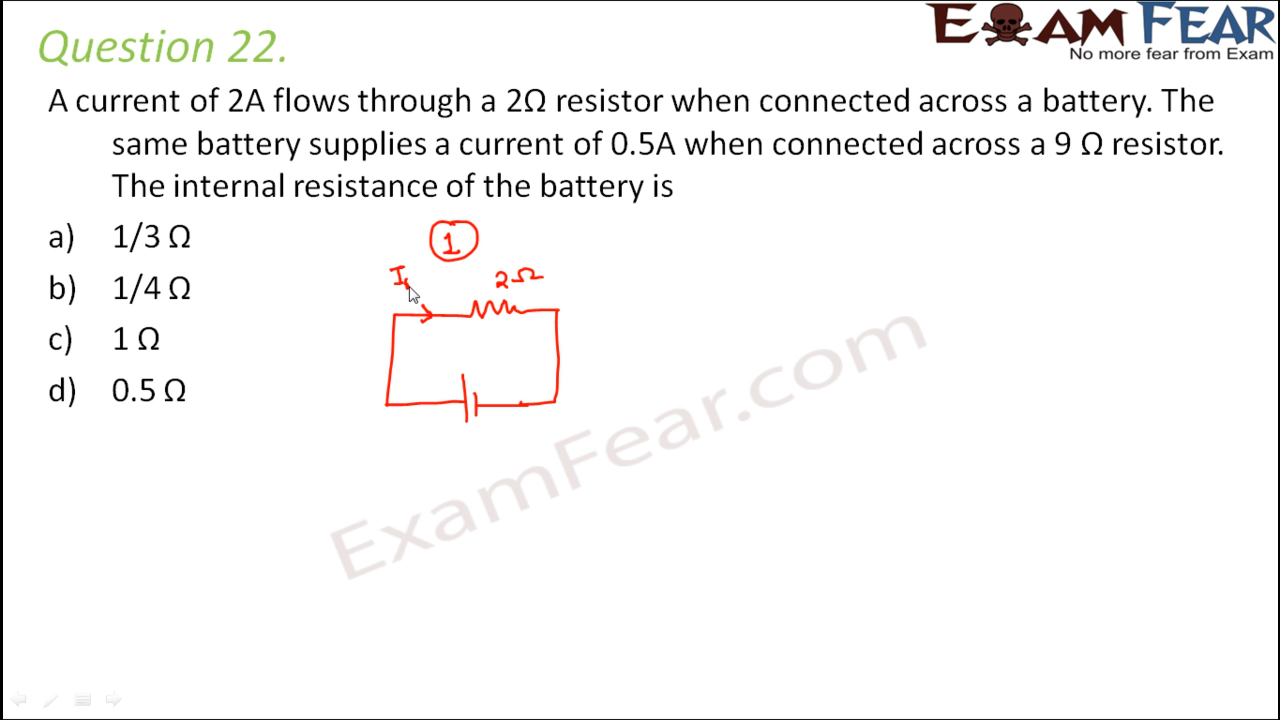 Question 22.
EXAM FEAR
No more fear from Exam
A current of 2A flows through a 2Ω resistor when connected across a battery. The
same battery supplies a current of 0.5A when connected across a 9 Ω resistor.
The internal resistance of the battery is
a) 1/3 Ω
b) 1/4 Ω
c) 1 Ω
d) 0.5 Ω
1
I₁
2Ω
ExamFear.com